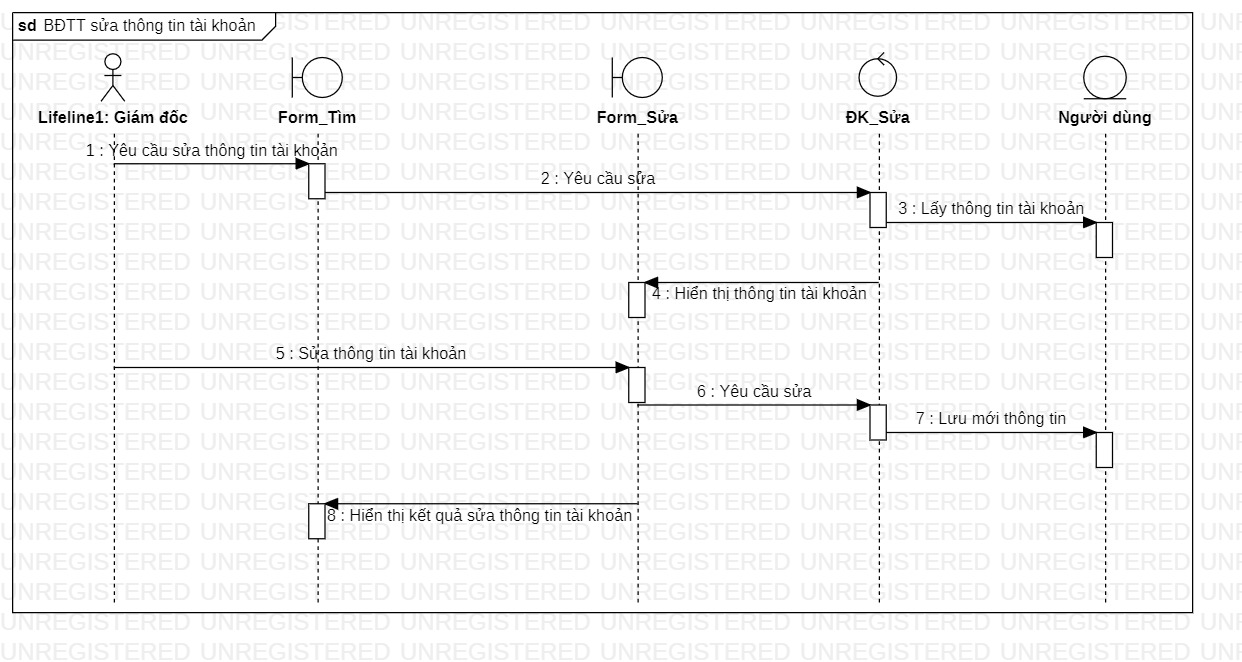 sd BĐTT sửa thông tin tài khoản
Lifeline1: Giám đốc
Form_Tìm
Form_Sửa
ĐK_Sửa
Người dùng
1 : Yêu cầu sửa thông tin tài khoản
2 : Yêu cầu sửa
3 : Lấy thông tin tài khoản
4 : Hiển thị thông tin tài khoản
5 : Sửa thông tin tài khoản
6 : Yêu cầu sửa
7 : Lưu mới thông tin
8 : Hiển thị kết quả sửa thông tin tài khoản
UNREGISTERED